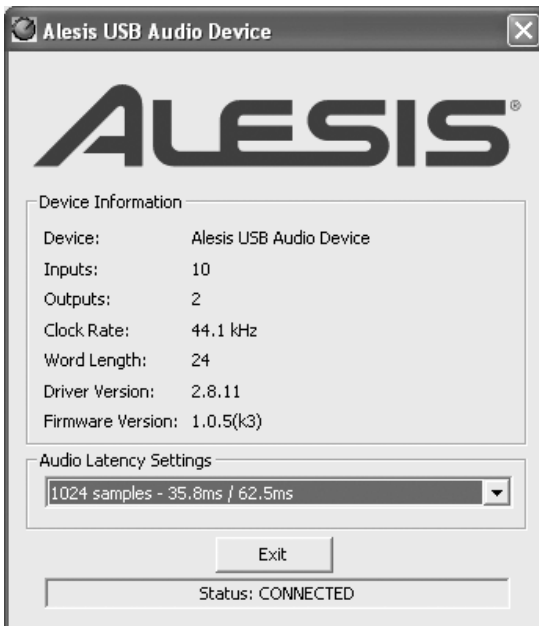 Alesis USB Audio Device
ALESIS®
Device Information
Device: Alesis USB Audio Device
Inputs: 10
Outputs: 2
Clock Rate: 44.1 kHz
Word Length: 24
Driver Version: 2.8.11
Firmware Version: 1.0.5(k3)
Audio Latency Settings
1024 samples - 35.8ms / 62.5ms
Exit
Status: CONNECTED